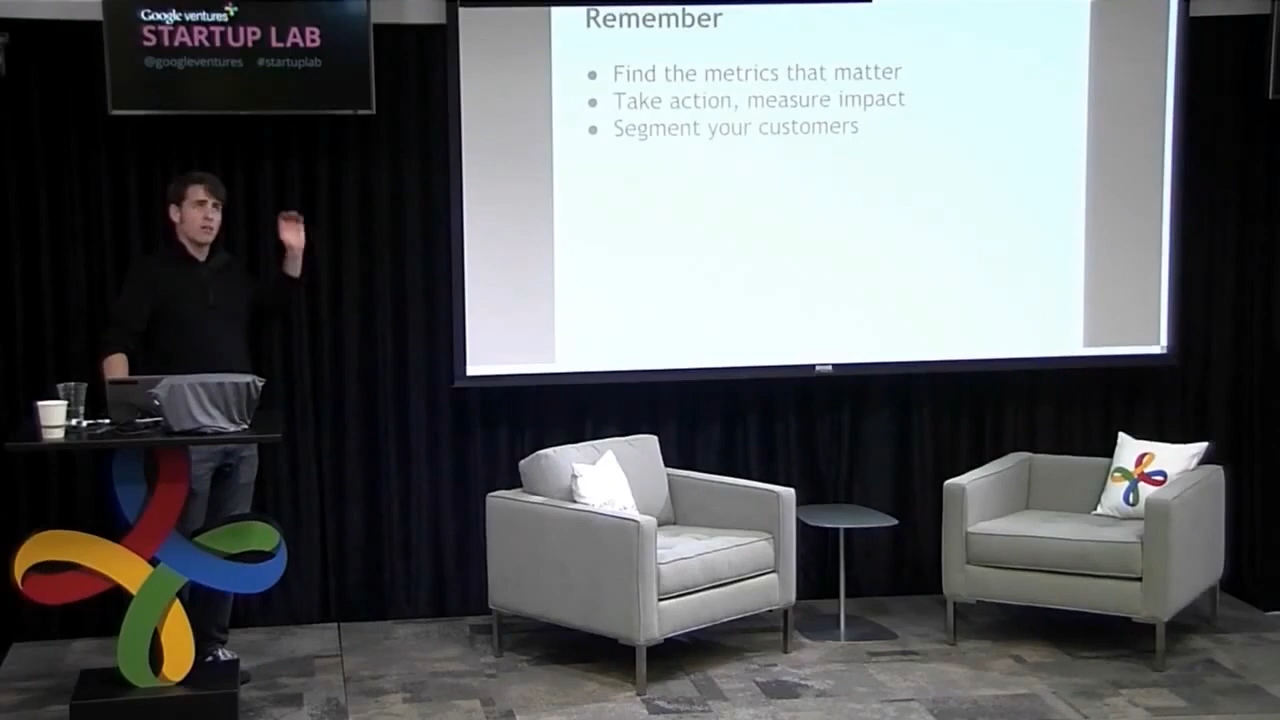 Google ventures
STARTUP LAB
@googleventures #startuplab
Remember
Find the metrics that matter
Take action, measure impact
Segment your customers